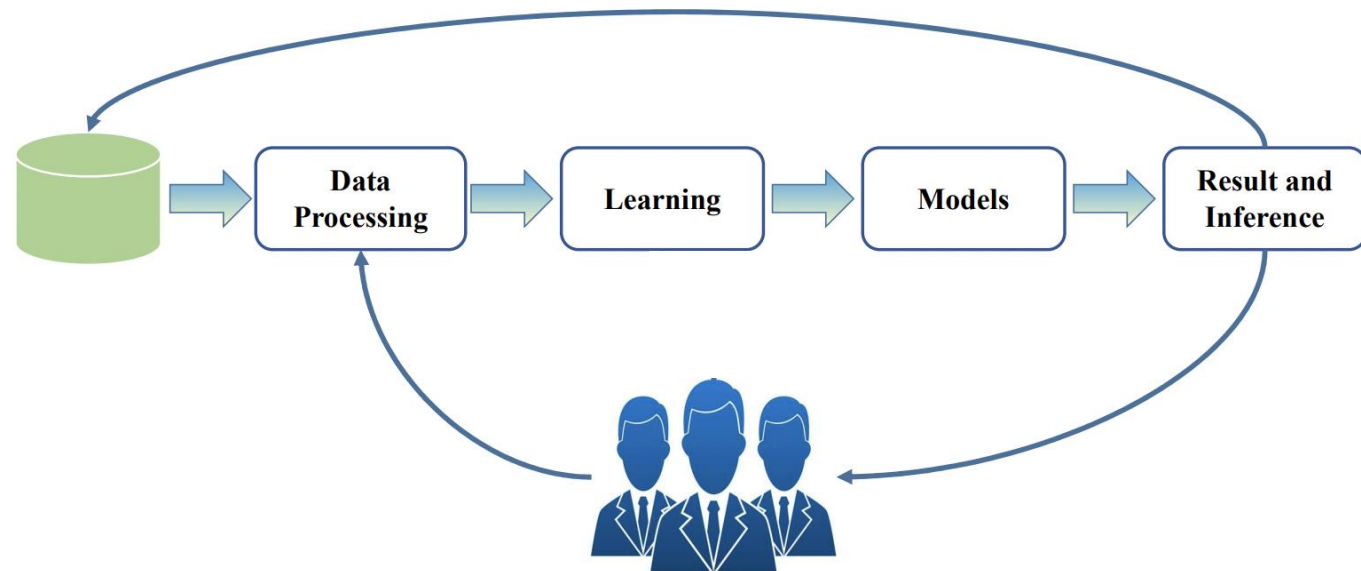 Data
Processing
Learning
Models
Result and
Inference